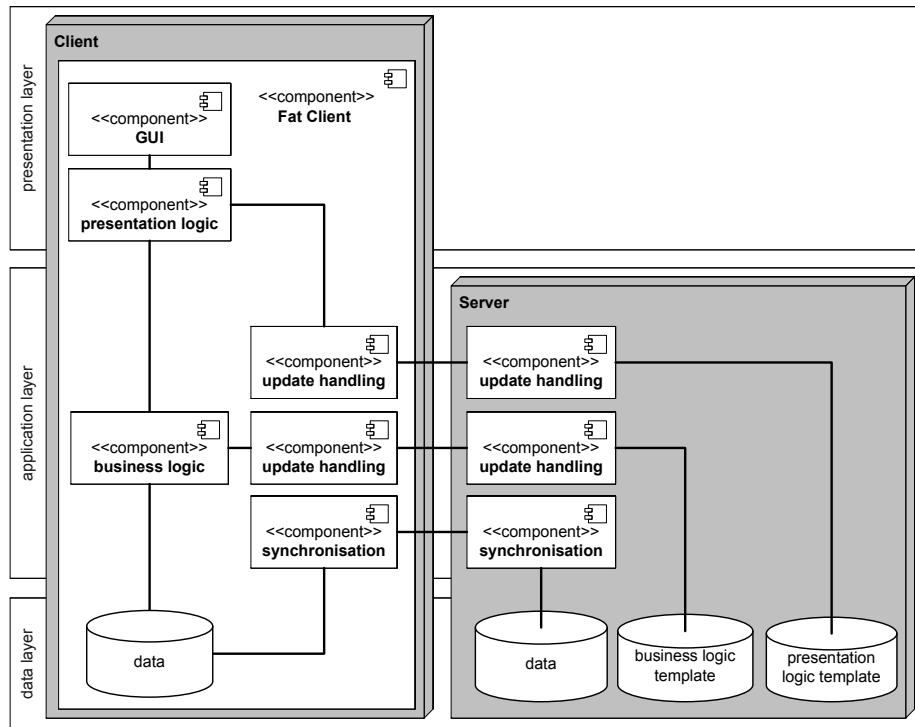 presentation layer
Client
<<component>>
Fat Client
<<component>>
GUI
<<component>>
presentation logic
application layer
Server
<<component>>
update handling
<<component>>
update handling
<<component>>
business logic
<<component>>
update handling
<<component>>
update handling
<<component>>
synchronisation
<<component>>
synchronisation
data layer
data
data
business logic
template
presentation
logic template